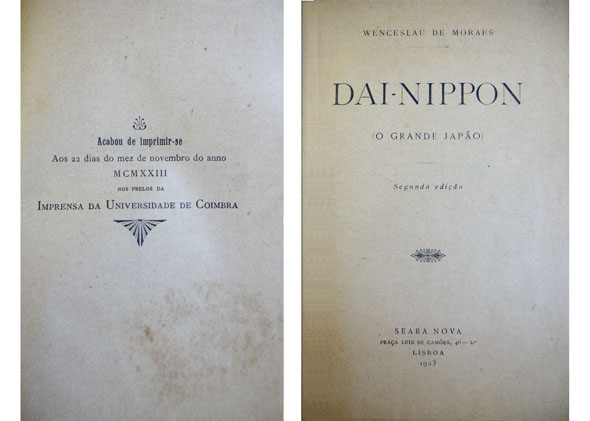 Acabou de imprimir-se
Aos 22 dias do mez de novembro do anno
MCMXXIII
NOS PRELOS DA
IMPRENSA DA UNIVERSIDADE DE COIMBRA
WENCESLAU DE MORAES
DAI-NIPPON
(O GRANDE JAPÃO)
Segunda edição
SEARA NOVA
PRAÇA LUÍS DE CAMÕES, 46—2.º
LISBOA
1923